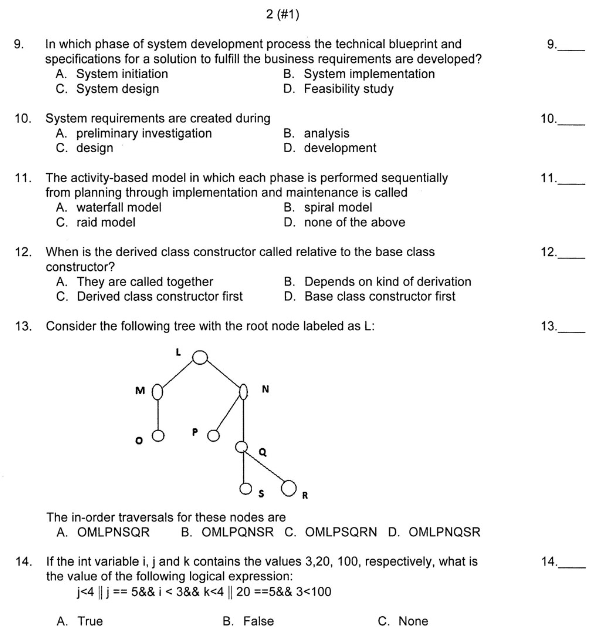 2 (#1)
9. In which phase of system development process the technical blueprint and 9.____
specifications for a solution to fulfill the business requirements are developed?
A. System initiation B. System implementation
C. System design D. Feasibility study
10. System requirements are created during 10.____
A. preliminary investigation B. analysis
C. design D. development
11. The activity-based model in which each phase is performed sequentially 11.____
from planning through implementation and maintenance is called
A. waterfall model B. spiral model
C. raid model D. none of the above
12. When is the derived class constructor called relative to the base class 12.____
constructor?
A. They are called together B. Depends on kind of derivation
C. Derived class constructor first D. Base class constructor first
13. Consider the following tree with the root node labeled as L: 13.____
L
M N
O P
Q
S R
The in-order traversals for these nodes are
A. OMLPNSQR B. OMLPQNSR C. OMLPSQRN D. OMLPNQSR
14. If the int variable i, j and k contains the values 3,20, 100, respectively, what is 14.____
the value of the following logical expression:
j<4 || j == 5&& i < 3&& k<4 || 20 ==5&& 3<100
A. True B. False C. None